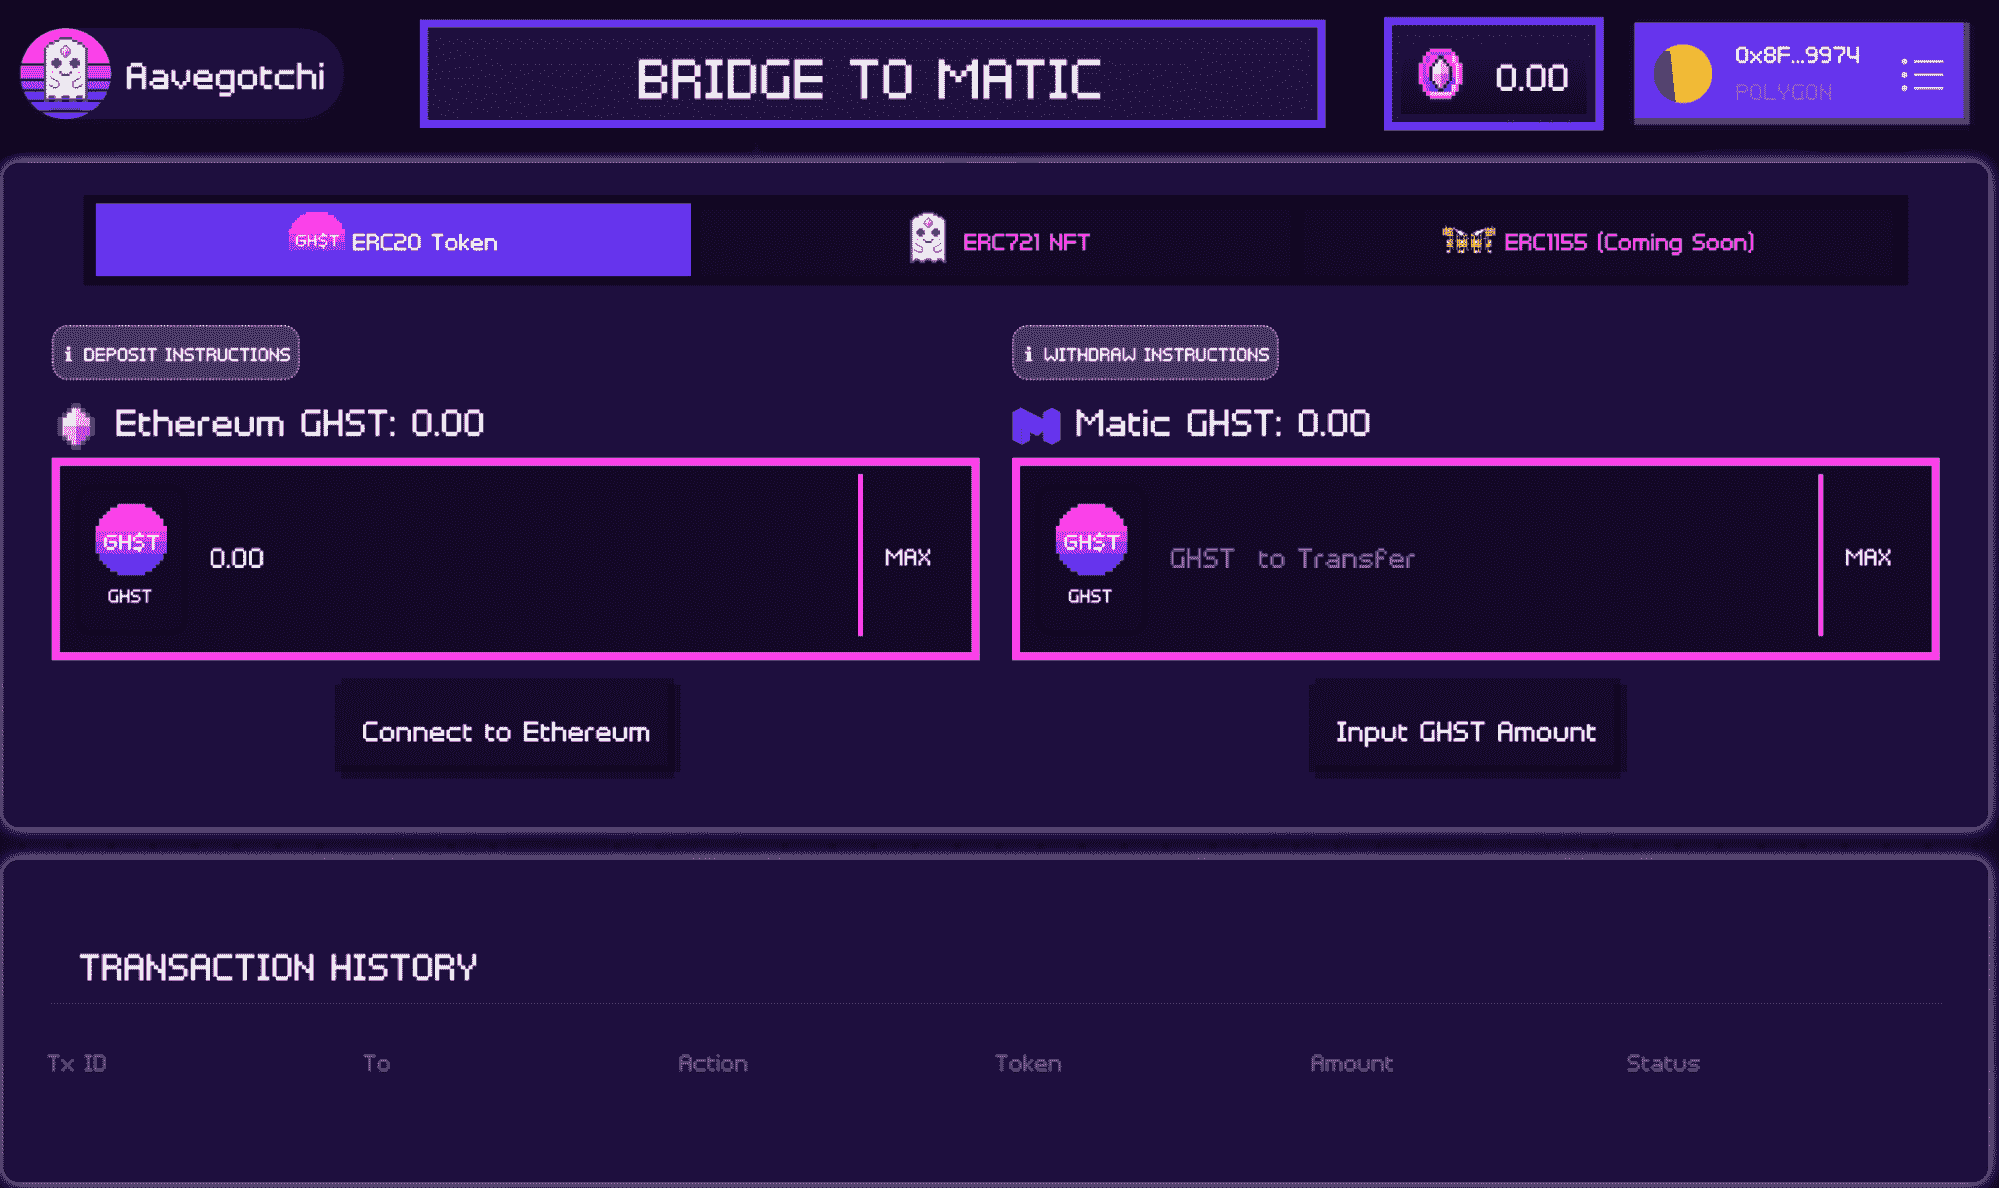 Aavegotchi
BRIDGE TO MATIC
0.00
0x8F...9974
POLYGON
GH$T ERC20 Token
ERC721 NFT
ERC1155 (Coming Soon)
i DEPOSIT INSTRUCTIONS
i WITHDRAW INSTRUCTIONS
Ethereum GHST: 0.00
Matic GHST: 0.00
GH$T
GHST
0.00
MAX
GH$T
GHST
GHST to Transfer
MAX
Connect to Ethereum
Input GHST Amount
TRANSACTION HISTORY
Tx ID To Action Token Amount Status